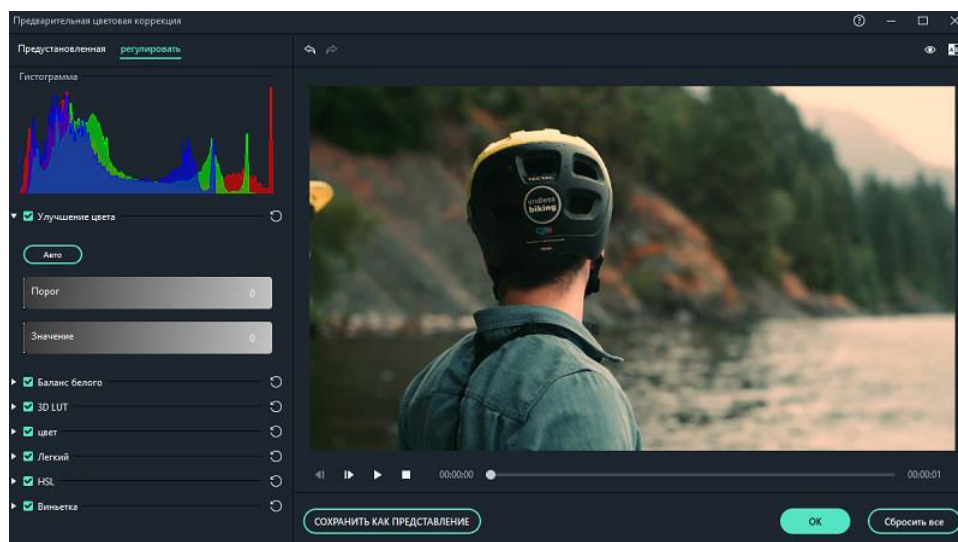 Предварительная цветовая коррекция
Предустановленная регулировать
Гистограмма
Улучшение цвета
Авто
Порог 0
Значение 0
Баланс белого
3D LUT
цвет
Легкий
HSL
Виньетка
TECTAL
endless
biking
00:00:00 00:00:01
СОХРАНИТЬ КАК ПРЕДСТАВЛЕНИЕ OK Сбросить все